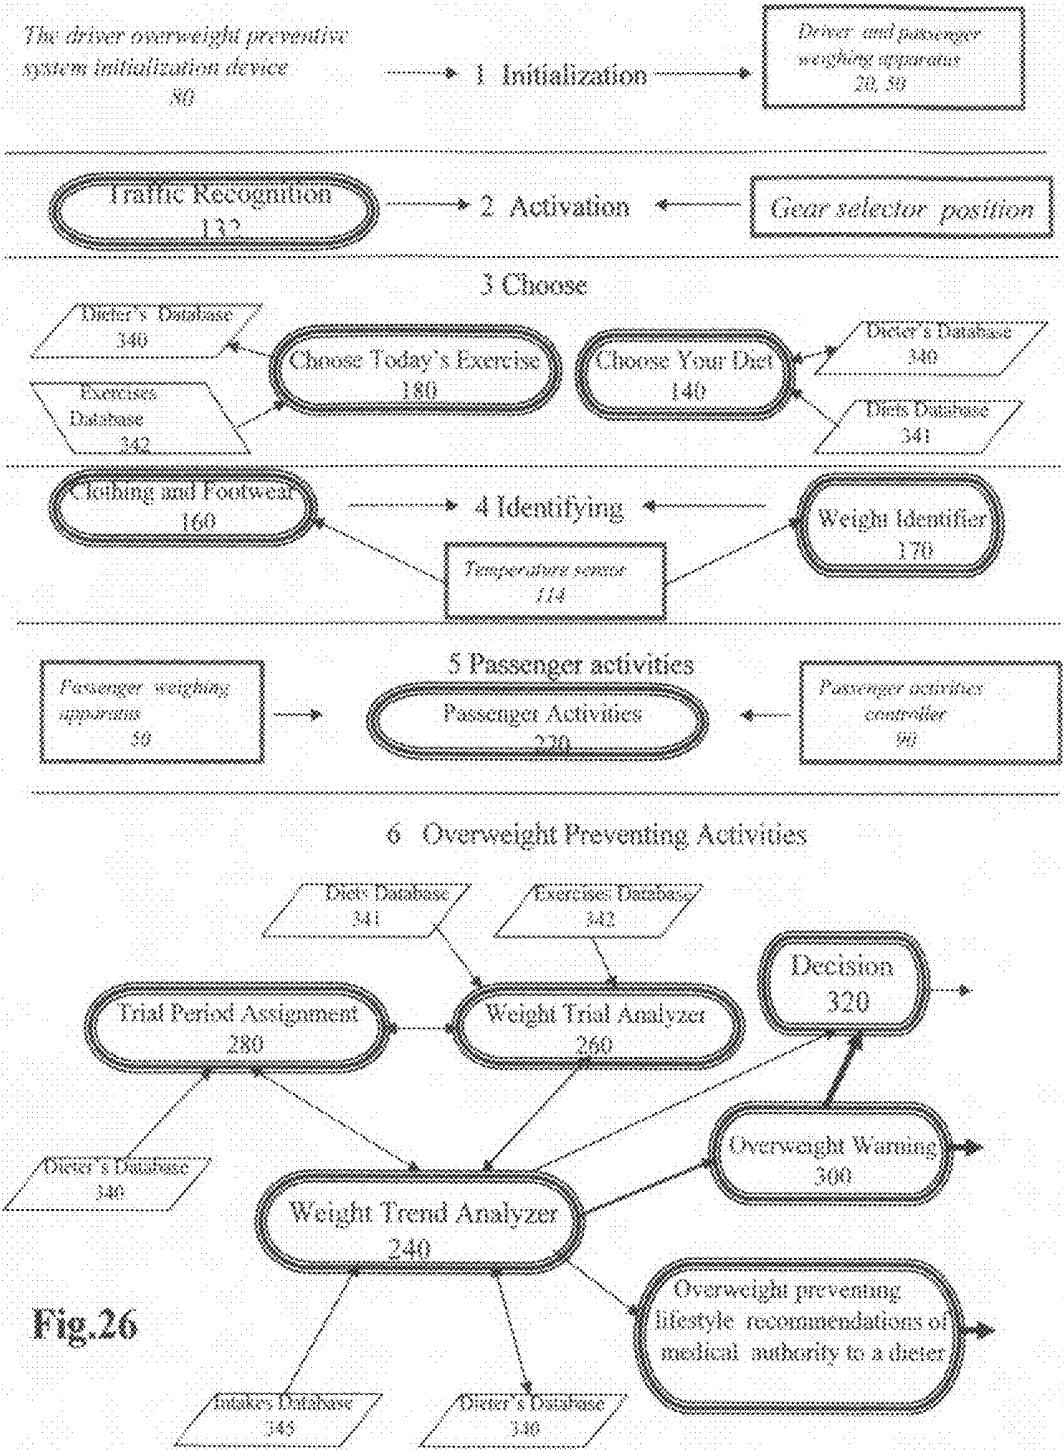 The driver overweight preventive
system initialization device
80
1 Initialization
Driver and passenger
weighing apparatus
20, 50
Traffic Recognition
132
2 Activation
Gear selector position
3 Choose
Dieter's Database
340
Choose Today's Exercise
180
Choose Your Diet
140
Dieter's Database
340
Exercises
Database
342
Diets Database
341
Clothing and Footwear
160
4 Identifying
Weight Identifier
170
Temperature sensor
114
5 Passenger activities
Passenger weighing
apparatus
50
Passenger Activities
220
Passenger activities
controller
90
6 Overweight Preventing Activities
Diets Database
341
Exercises Database
342
Decision
320
Trial Period Assignment
280
Weight Trial Analyzer
260
Overweight Warning
300
Dieter's Database
340
Weight Trend Analyzer
240
Overweight preventing
lifestyle recommendations of
medical authority to a dieter
Fig.26
Intakes Database
345
Dieter's Database
340